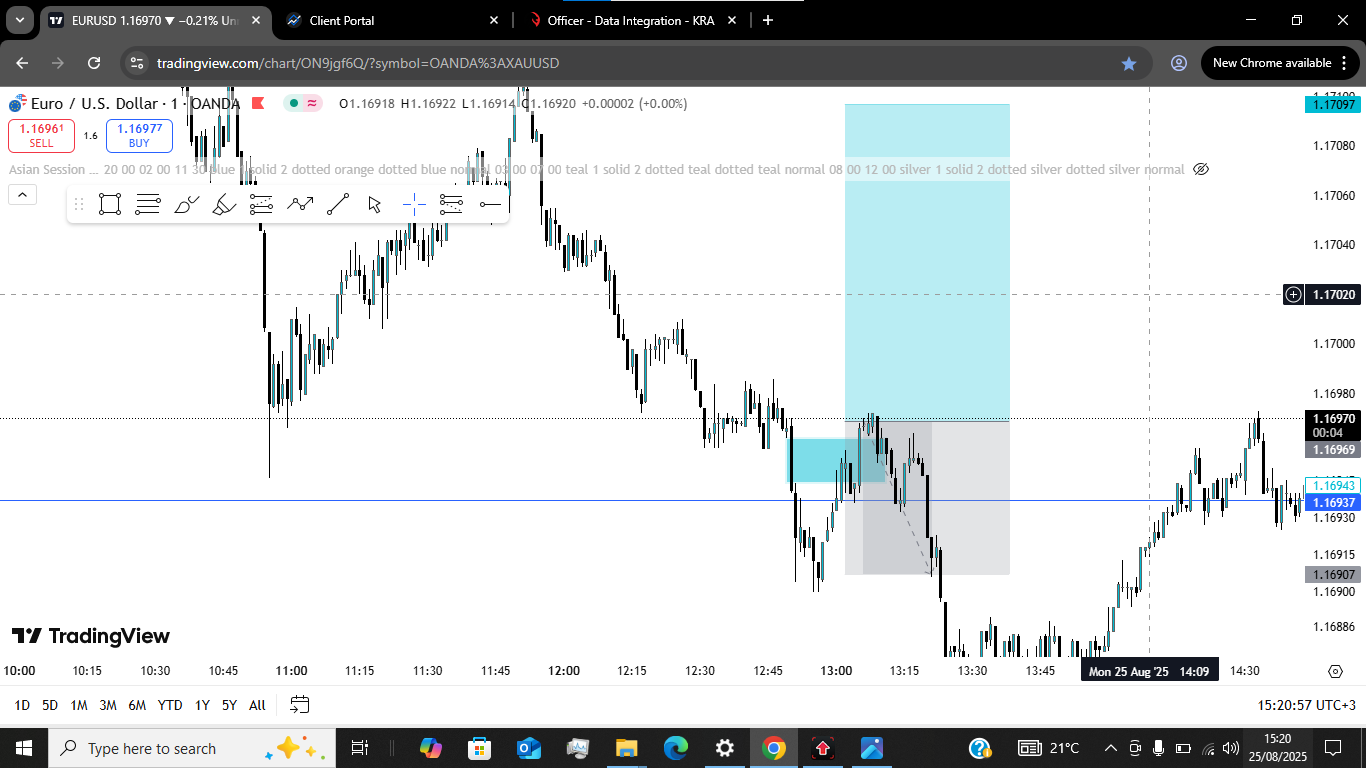 EURUSD 1.16970 ▼ −0.21% Un
Client Portal
Officer - Data Integration - KRA
tradingview.com/chart/ON9jgf6Q/?symbol=OANDA%3AXAUUSD
New Chrome available
Euro / U.S. Dollar · 1 · OANDA
O1.16918 H1.16922 L1.16914 C1.16920 +0.00002 (+0.00%)
1.16961
SELL
1.6
1.16977
BUY
Asian Session ... 20 00 02 00 11 30 blue 1 solid 2 dotted orange dotted blue normal 03 00 07 00 teal 1 solid 2 dotted teal dotted teal normal 08 00 12 00 silver 1 solid 2 dotted silver dotted silver normal
1.17100
1.17097
1.17080
1.17060
1.17040
1.17020
1.17000
1.16980
1.16970
00:04
1.16969
1.16943
1.16937
1.16930
1.16915
1.16907
1.16900
1.16886
TradingView
10:00 10:15 10:30 10:45 11:00 11:15 11:30 11:45 12:00 12:15 12:30 12:45 13:00 13:15 13:30 13:45 Mon 25 Aug '25 14:09 14:30
1D 5D 1M 3M 6M YTD 1Y 5Y All
15:20:57 UTC+3
Type here to search
21°C
15:20
25/08/2025